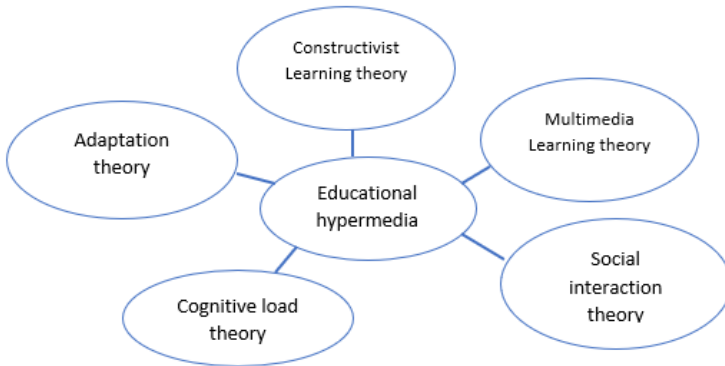 Constructivist
Learning theory
Adaptation
theory
Multimedia
Learning theory
Educational
hypermedia
Cognitive load
theory
Social
interaction
theory